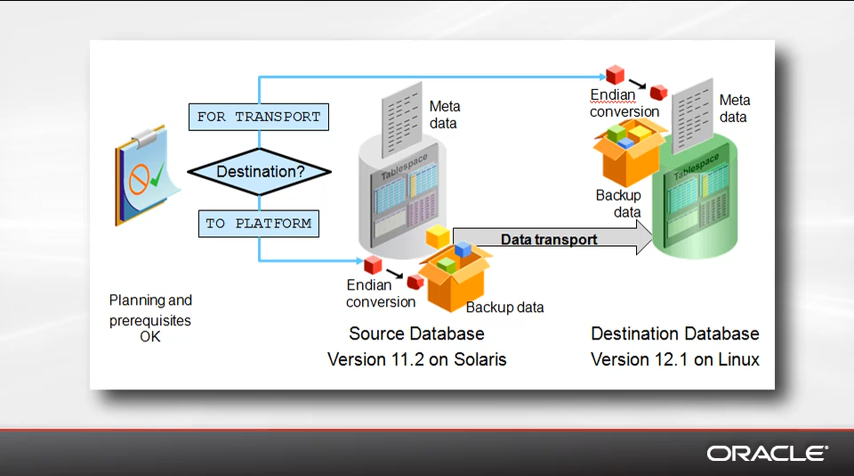 FOR TRANSPORT
Destination?
TO PLATFORM
Planning and
prerequisites
OK
Meta
data
Tablespace
Endian
conversion
Backup data
Source Database
Version 11.2 on Solaris
Data transport
Endian
conversion
Meta
data
Tablespace
Backup
data
Destination Database
Version 12.1 on Linux
ORACLE®